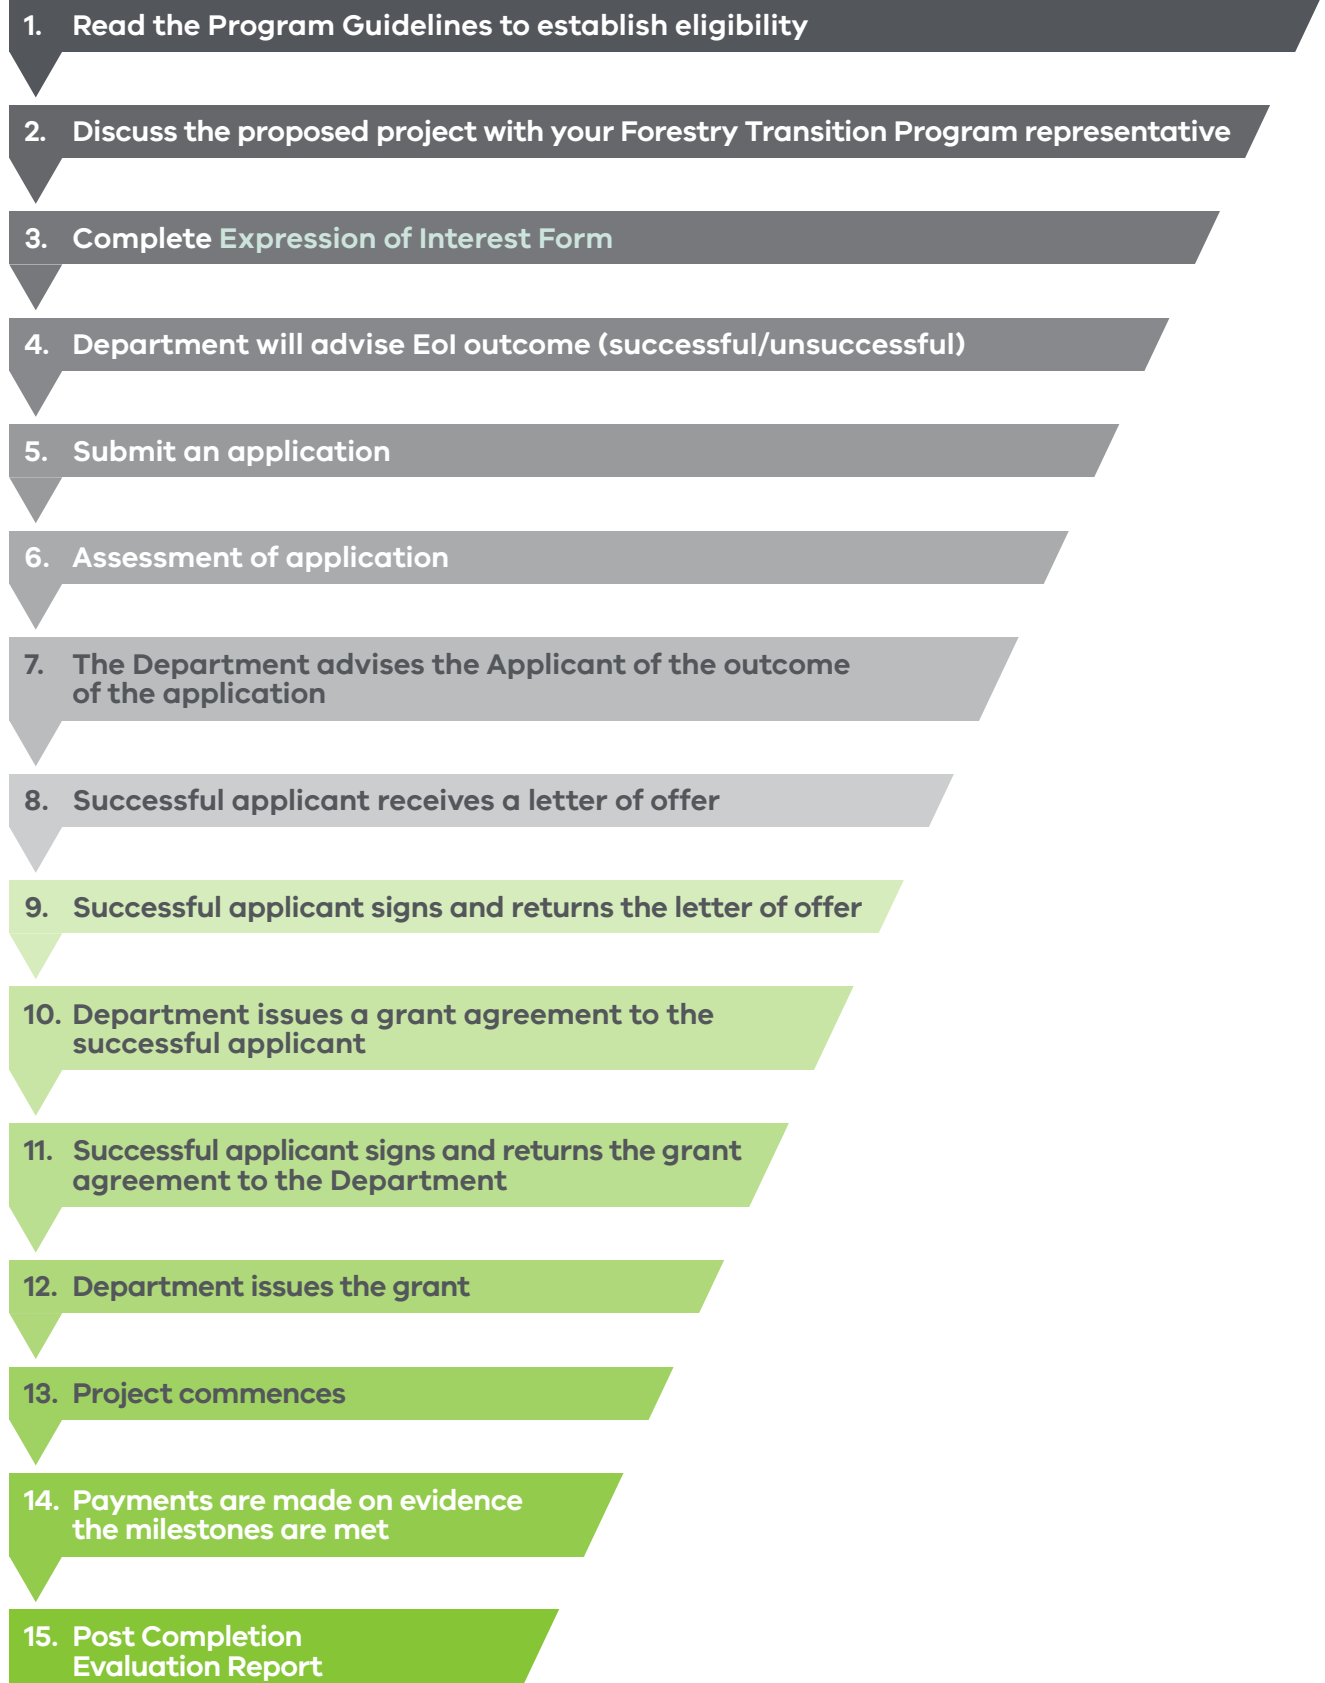 1. Read the Program Guidelines to establish eligibility
2. Discuss the proposed project with your Forestry Transition Program representative
3. Complete Expression of Interest Form
4. Department will advise EoI outcome (successful/unsuccessful)
5. Submit an application
6. Assessment of application
7. The Department advises the Applicant of the outcome
of the application
8. Successful applicant receives a letter of offer
9. Successful applicant signs and returns the letter of offer
10. Department issues a grant agreement to the
successful applicant
11. Successful applicant signs and returns the grant
agreement to the Department
12. Department issues the grant
13. Project commences
14. Payments are made on evidence
the milestones are met
15. Post Completion
Evaluation Report